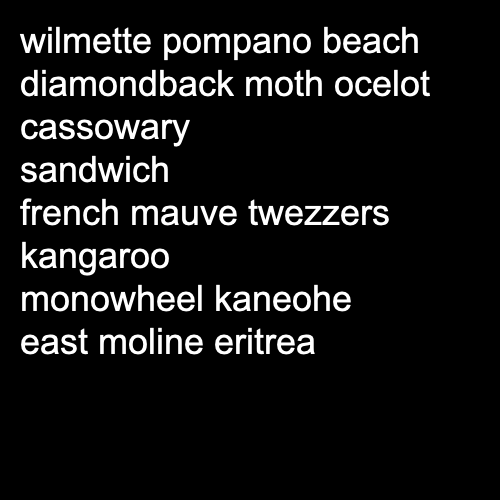 wilmette pompano beach
diamondback moth ocelot
cassowary
sandwich
french mauve twezzers
kangaroo
monowheel kaneohe
east moline eritrea